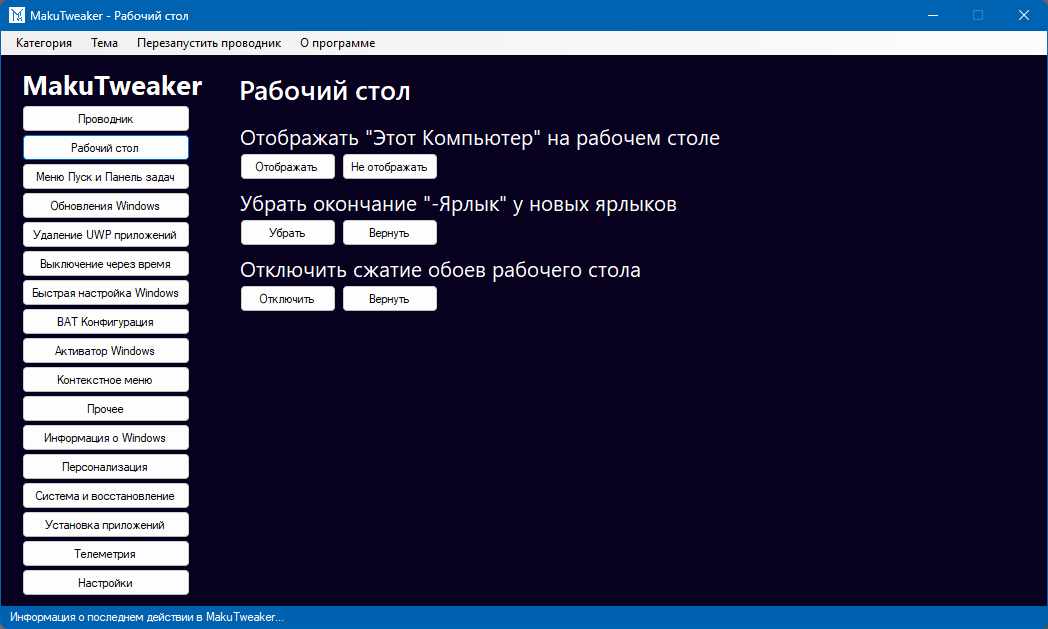 MakuTweaker - Рабочий стол
Категория Тема Перезапустить проводник О программе
MakuTweaker
Проводник
Рабочий стол
Меню Пуск и Панель задач
Обновления Windows
Удаление UWP приложений
Выключение через время
Быстрая настройка Windows
BAT Конфигурация
Активатор Windows
Контекстное меню
Прочее
Информация о Windows
Персонализация
Система и восстановление
Установка приложений
Телеметрия
Настройки
Рабочий стол
Отображать "Этот Компьютер" на рабочем столе
Отображать Не отображать
Убрать окончание "-Ярлык" у новых ярлыков
Убрать Вернуть
Отключить сжатие обоев рабочего стола
Отключить Вернуть
Информация о последнем действии в MakuTweaker...